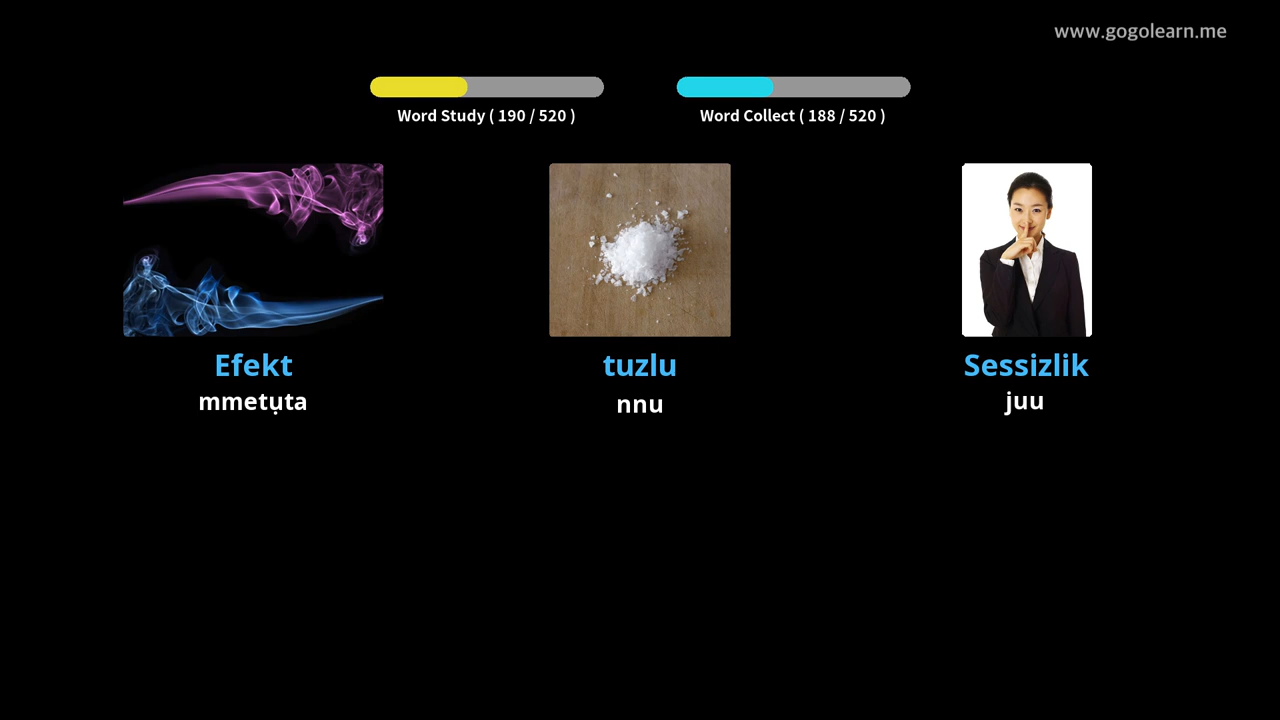 www.gogolearn.me
Word Study ( 190 / 520 )
Word Collect ( 188 / 520 )
Efekt
mmetụta
tuzlu
nnu
Sessizlik
juu